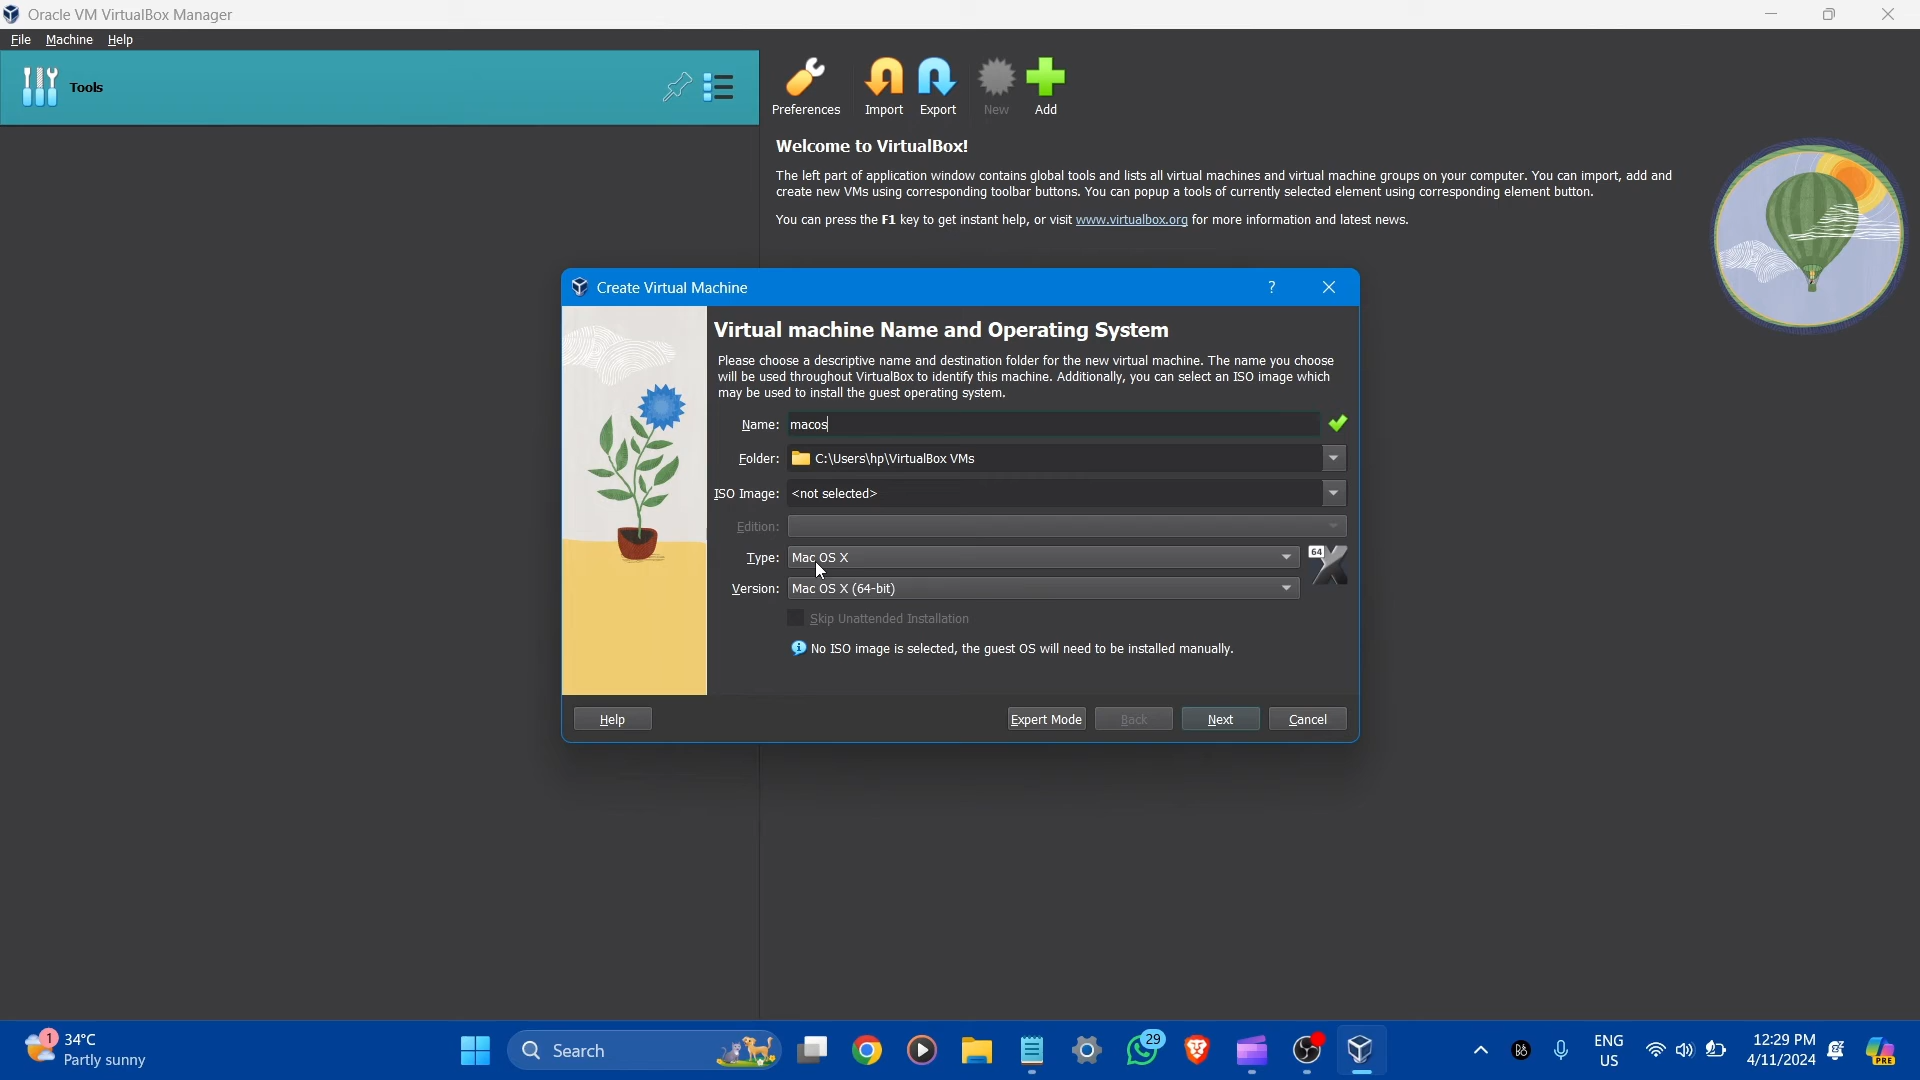 Oracle VM VirtualBox Manager
File Machine Help
Tools
Preferences Import Export New Add
Welcome to VirtualBox!
The left part of application window contains global tools and lists all virtual machines and virtual machine groups on your computer. You can import, add and
create new VMs using corresponding toolbar buttons. You can popup a tools of currently selected element using corresponding element button.
You can press the F1 key to get instant help, or visit www.virtualbox.org for more information and latest news.
Create Virtual Machine ?
Virtual machine Name and Operating System
Please choose a descriptive name and destination folder for the new virtual machine. The name you choose
will be used throughout VirtualBox to identify this machine. Additionally, you can select an ISO image which
may be used to install the guest operating system.
Name: macos
Folder: C:\Users\hp\VirtualBox VMs
ISO Image: <not selected>
Edition:
Type: Mac OS X
64
Version: Mac OS X (64-bit)
Skip Unattended Installation
No ISO image is selected, the guest OS will need to be installed manually.
Help Expert Mode Back Next Cancel
1 34°C
Partly sunny
Search
29
ENG
US
12:29 PM
4/11/2024
PRE